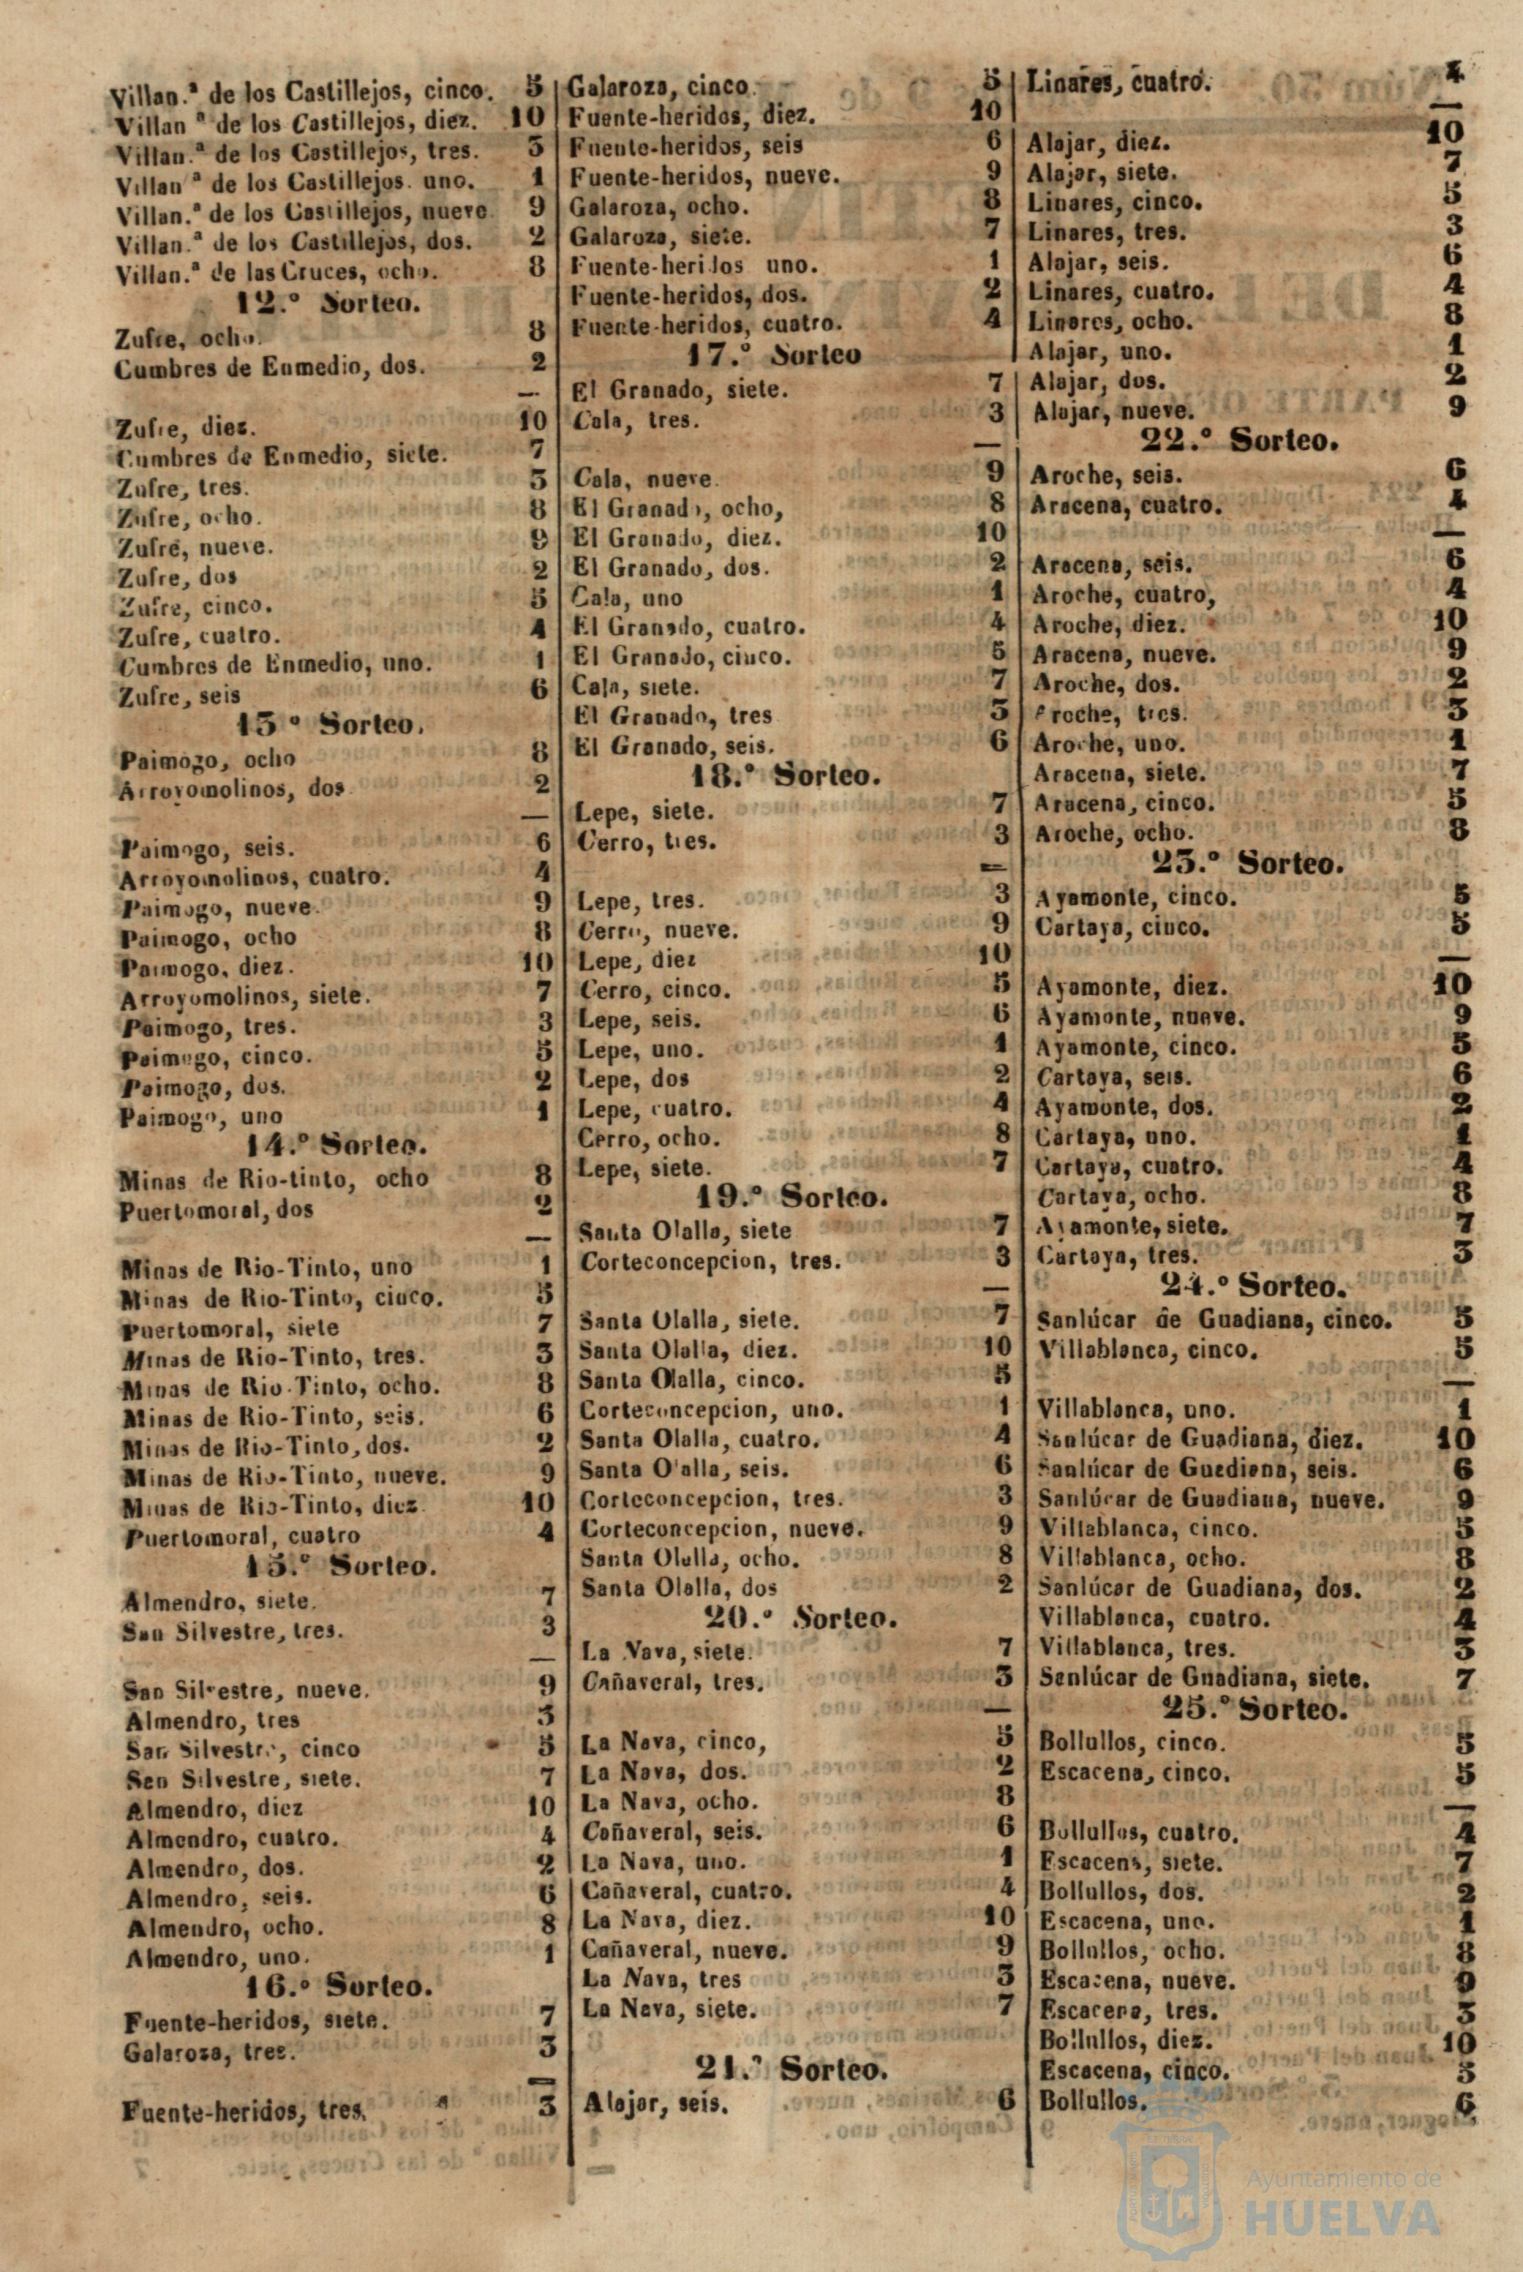 Villan.ª de los Castillejos, cinco. 5
Villan ª de los Castillejos, diez. 10
Villan.ª de los Castillejos, tres. 3
Villan ª de los Castillejos. uno. 1
Villan.ª de los Castillejos, nueve 9
Villan.ª de los Castillejos, dos. 2
Villan.ª de las Cruces, ocho. 8
12.º Sorteo.
Zufre, ocho. 8
Cumbres de Enmedio, dos. 2
—
Zufre, diez. 10
Cumbres de Enmedio, siete. 7
Zufre, tres. 3
Zufre, ocho. 8
Zufre, nueve. 9
Zufre, dos 2
Zufre, cinco. 5
Zufre, cuatro. 4
Cumbres de Enmedio, uno. 1
Zufre, seis 6
13º Sorteo.
Paimogo, ocho 8
Arroyomolinos, dos 2
—
Paimogo, seis. 6
Arroyomolinos, cuatro. 4
Paimogo, nueve. 9
Paimogo, ocho 8
Paimogo, diez. 10
Arroyomolinos, siete. 7
Paimogo, tres. 3
Paimogo, cinco. 5
Paimogo, dos. 2
Paimogo, uno 1
14.º Sorteo.
Minas de Rio-tinto, ocho 8
Puertomoral, dos 2
—
Minas de Rio-Tinto, uno 1
Minas de Rio-Tinto, cinco. 5
Puertomoral, siete 7
Minas de Rio-Tinto, tres. 3
Minas de Rio-Tinto, ocho. 8
Minas de Rio-Tinto, seis. 6
Minas de Rio-Tinto, dos. 2
Minas de Rio-Tinto, nueve. 9
Minas de Rio-Tinto, diez 10
Puertomoral, cuatro 4
15.º Sorteo.
Almendro, siete. 7
San Silvestre, tres. 3
—
San Silvestre, nueve. 9
Almendro, tres 3
San Silvestre, cinco 5
San Silvestre, siete. 7
Almendro, diez 10
Almendro, cuatro. 4
Almendro, dos. 2
Almendro, seis. 6
Almendro, ocho. 8
Almendro, uno. 1
16.º Sorteo.
Fuente-heridos, siete. 7
Galaroza, tres. 3
—
Fuente-heridos, tres. 3
Galaroza, cinco. 5
Fuente-heridos, diez. 10
Fuente-heridos, seis 6
Fuente-heridos, nueve. 9
Galaroza, ocho. 8
Galaroza, siete. 7
Fuente-heridos uno. 1
Fuente-heridos, dos. 2
Fuente-heridos, cuatro. 4
17.º Sorteo
El Granado, siete. 7
Cala, tres. 3
—
Cala, nueve. 9
El Granado, ocho, 8
El Granado, diez. 10
El Granado, dos. 2
Cala, uno 1
El Granado, cuatro. 4
El Granado, cinco. 5
Cala, siete. 7
El Granado, tres 3
El Granado, seis. 6
18.º Sorteo.
Lepe, siete. 7
Cerro, tres. 3
—
Lepe, tres. 3
Cerro, nueve. 9
Lepe, diez 10
Cerro, cinco. 5
Lepe, seis. 6
Lepe, uno. 1
Lepe, dos 2
Lepe, cuatro. 4
Cerro, ocho. 8
Lepe, siete. 7
19.º Sorteo.
Santa Olalla, siete 7
Corteconcepcion, tres. 3
—
Santa Olalla, siete. 7
Santa Olalla, diez. 10
Santa Olalla, cinco. 5
Corteconcepcion, uno. 1
Santa Olalla, cuatro. 4
Santa Olalla, seis. 6
Corteconcepcion, tres. 3
Corteconcepcion, nueve. 9
Santa Olalla, ocho. 8
Santa Olalla, dos 2
20.º Sorteo.
La Nava, siete. 7
Cañaveral, tres. 3
—
La Nava, cinco, 5
La Nava, dos. 2
La Nava, ocho. 8
Cañaveral, seis. 6
La Nava, uno. 1
Cañaveral, cuatro. 4
La Nava, diez. 10
Cañaveral, nueve. 9
La Nava, tres 3
La Nava, siete. 7
21.º Sorteo.
Alajar, seis. 6
Linares, cuatro. 4
—
Alajar, diez. 10
Alajar, siete. 7
Linares, cinco. 5
Linares, tres. 3
Alajar, seis. 6
Linares, cuatro. 4
Linares, ocho. 8
Alajar, uno. 1
Alajar, dos. 2
Alajar, nueve. 9
22.º Sorteo.
Aroche, seis. 6
Aracena, cuatro. 4
—
Aracena, seis. 6
Aroche, cuatro, 4
Aroche, diez. 10
Aracena, nueve. 9
Aroche, dos. 2
Aroche, tres. 3
Aroche, uno. 1
Aracena, siete. 7
Aracena, cinco. 5
Aroche, ocho. 8
23.º Sorteo.
Ayamonte, cinco. 5
Cartaya, cinco. 5
—
Ayamonte, diez. 10
Ayamonte, nueve. 9
Ayamonte, cinco. 5
Cartaya, seis. 6
Ayamonte, dos. 2
Cartaya, uno. 1
Cartaya, cuatro. 4
Cartaya, ocho. 8
Ayamonte, siete. 7
Cartaya, tres. 3
24.º Sorteo.
Sanlúcar de Guadiana, cinco. 5
Villablanca, cinco. 5
—
Villablanca, uno. 1
Sanlúcar de Guadiana, diez. 10
Sanlúcar de Guadiana, seis. 6
Sanlúcar de Guadiana, nueve. 9
Villablanca, cinco. 5
Villablanca, ocho. 8
Sanlúcar de Guadiana, dos. 2
Villablanca, cuatro. 4
Villablanca, tres. 3
Sanlúcar de Guadiana, siete. 7
25.º Sorteo.
Bollullos, cinco. 5
Escacena, cinco. 5
—
Bollullos, cuatro. 4
Escacena, siete. 7
Bollullos, dos. 2
Escacena, uno. 1
Bollullos, ocho. 8
Escacena, nueve. 9
Escacena, tres. 3
Bollullos, diez. 10
Escacena, cinco. 5
Bollullos. 6
Ayuntamiento de
HUELVA